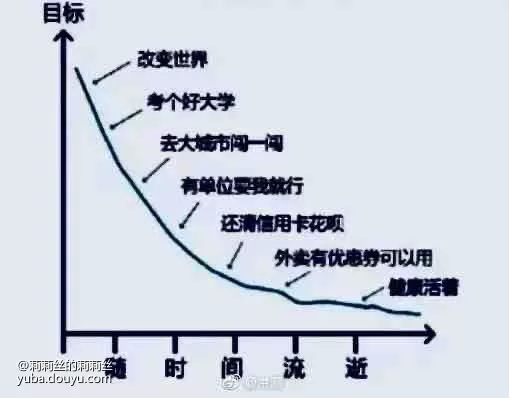 目标
改变世界
考个好大学
去大城市闯一闯
有单位要我就行
还清信用卡花呗
外卖有优惠券可以用
健康活着
随 时 间 流 逝
@莉莉丝的莉莉丝
yuba.douyu.com